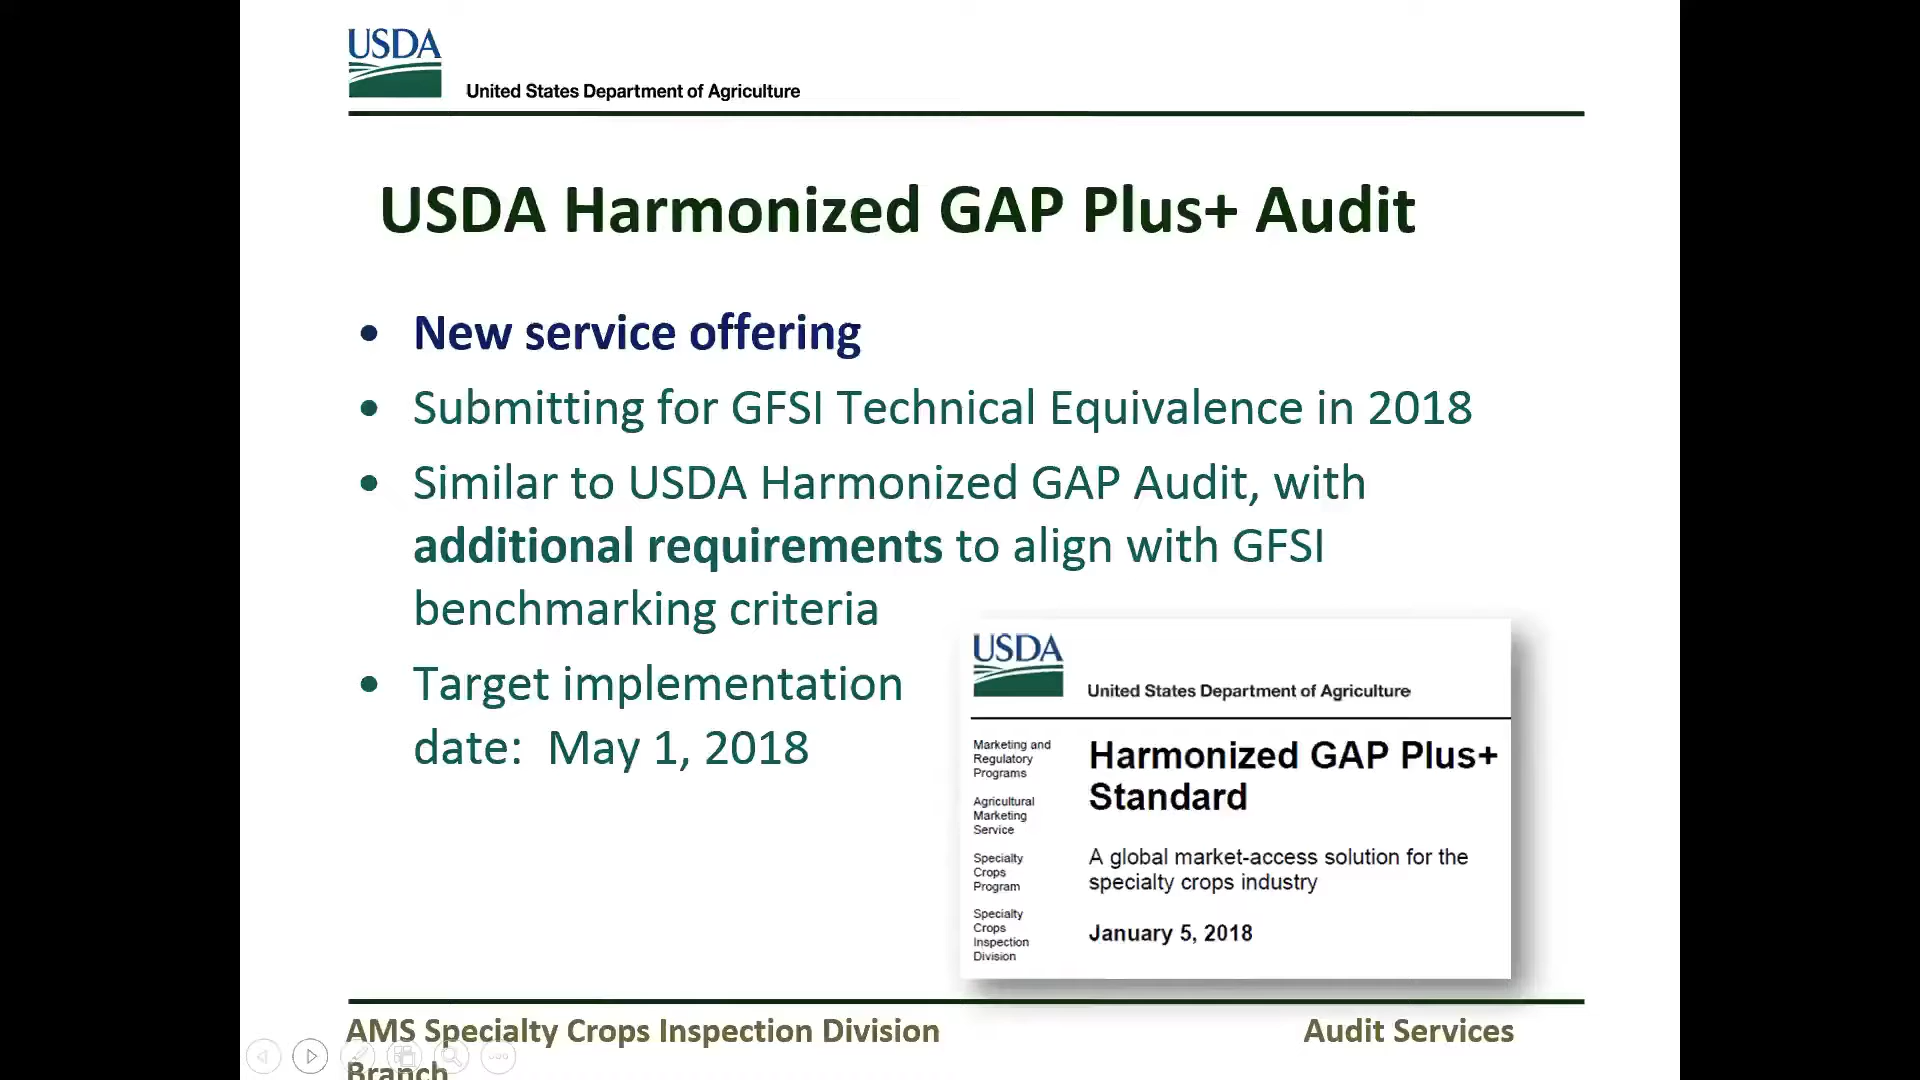 USDA
United States Department of Agriculture
USDA Harmonized GAP Plus+ Audit
• New service offering
• Submitting for GFSI Technical Equivalence in 2018
• Similar to USDA Harmonized GAP Audit, with
additional requirements to align with GFSI
benchmarking criteria
• Target implementation
date: May 1, 2018
USDA
United States Department of Agriculture
Marketing and
Regulatory
Programs
Agricultural
Marketing
Service
Specialty
Crops
Program
Specialty
Crops
Inspection
Division
Harmonized GAP Plus+
Standard
A global market-access solution for the
specialty crops industry
January 5, 2018
AMS Specialty Crops Inspection Division
Audit Services
Branch